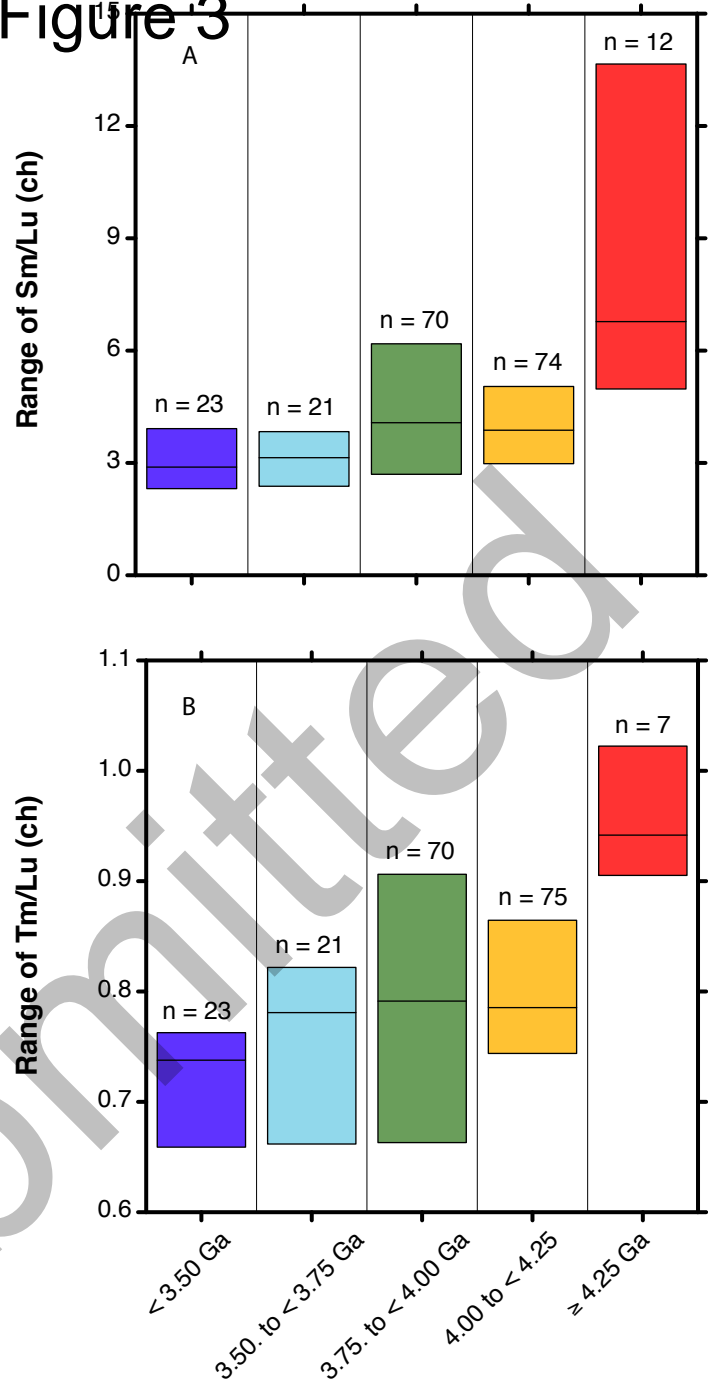 Figure 3
15
A
n = 12
12
Range of Sm/Lu (ch)
9
n = 70
6
n = 74
n = 23
n = 21
3
0
1.1
B
n = 7
1.0
n = 70
Range of Tm/Lu (ch)
0.9
n = 75
n = 21
0.8
n = 23
0.7
0.6
< 3.50 Ga
3.50. to < 3.75 Ga
3.75. to < 4.00 Ga
4.00 to < 4.25
≥ 4.25 Ga
omitted